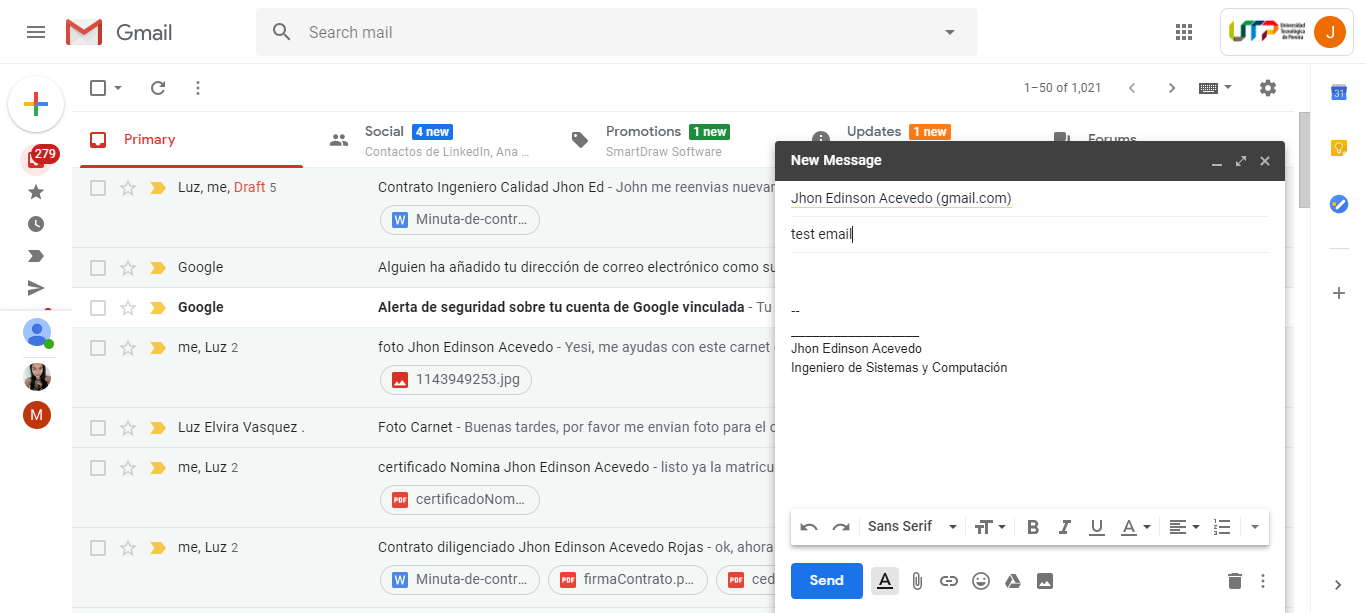 Gmail
Search mail
UTP Universidad Tecnológica de Pereira
J
1–50 of 1,021
31
279
Primary
Social 4 new
Contactos de LinkedIn, Ana ...
Promotions 1 new
SmartDraw Software
Updates 1 new
Forums
Luz, me, Draft 5
Contrato Ingeniero Calidad Jhon Ed - John me reenvias nuevar
W Minuta-de-contr...
Google
Alguien ha añadido tu dirección de correo electrónico como su
Google
Alerta de seguridad sobre tu cuenta de Google vinculada - Tu
me, Luz 2
foto Jhon Edinson Acevedo - Yesi, me ayudas con este carnet
1143949253.jpg
Luz Elvira Vasquez .
Foto Carnet - Buenas tardes, por favor me envian foto para el c
me, Luz 2
certificado Nomina Jhon Edinson Acevedo - listo ya la matricu
PDF certificadoNom...
me, Luz 2
Contrato diligenciado Jhon Edinson Acevedo Rojas - ok, ahora
W Minuta-de-contr...
PDF firmaContrato.p...
PDF ced
M
New Message
Jhon Edinson Acevedo (gmail.com)
test email
--
Jhon Edinson Acevedo
Ingeniero de Sistemas y Computación
Sans Serif
B I U A
Send
A